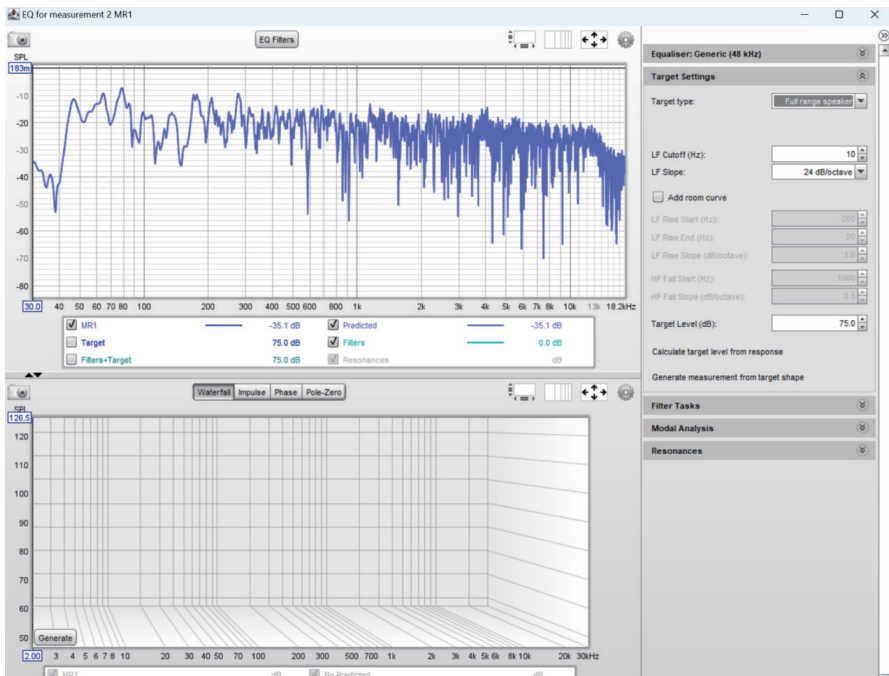 EQ for measurement 2 MR1
EQ Filters
SPL
183m
-10
-20
-30
-40
-50
-60
-70
-80
30.0 40 50 60 70 80 100 200 300 400 500 600 800 1k 2k 3k 4k 5k 6k 7k 8k 10k 13k 18.2kHz
MR1 -35.1 dB Predicted -35.1 dB
Target 75.0 dB Filters 0.0 dB
Filters+Target 75.0 dB Resonances dB
Waterfall Impulse Phase Pole-Zero
SPL
126.5
120
110
100
90
80
70
60
50 Generate
2.00 3 4 5 6 7 8 10 20 30 40 50 70 100 200 300 500 700 1k 2k 3k 4k 5k 6k 8k 10k 20k 30kHz
MR1 dB No Predicted dB
Equaliser: Generic (48 kHz)
Target Settings
Target type: Full range speaker
LF Cutoff (Hz): 10
LF Slope: 24 dB/octave
Add room curve
LF Rise Start (Hz): 200
LF Rise End (Hz): 20
LF Rise Slope (dB/octave): 1.0
HF Fall Start (Hz): 1000
HF Fall Slope (dB/octave): 0.5
Target Level (dB): 75.0
Calculate target level from response
Generate measurement from target shape
Filter Tasks
Modal Analysis
Resonances